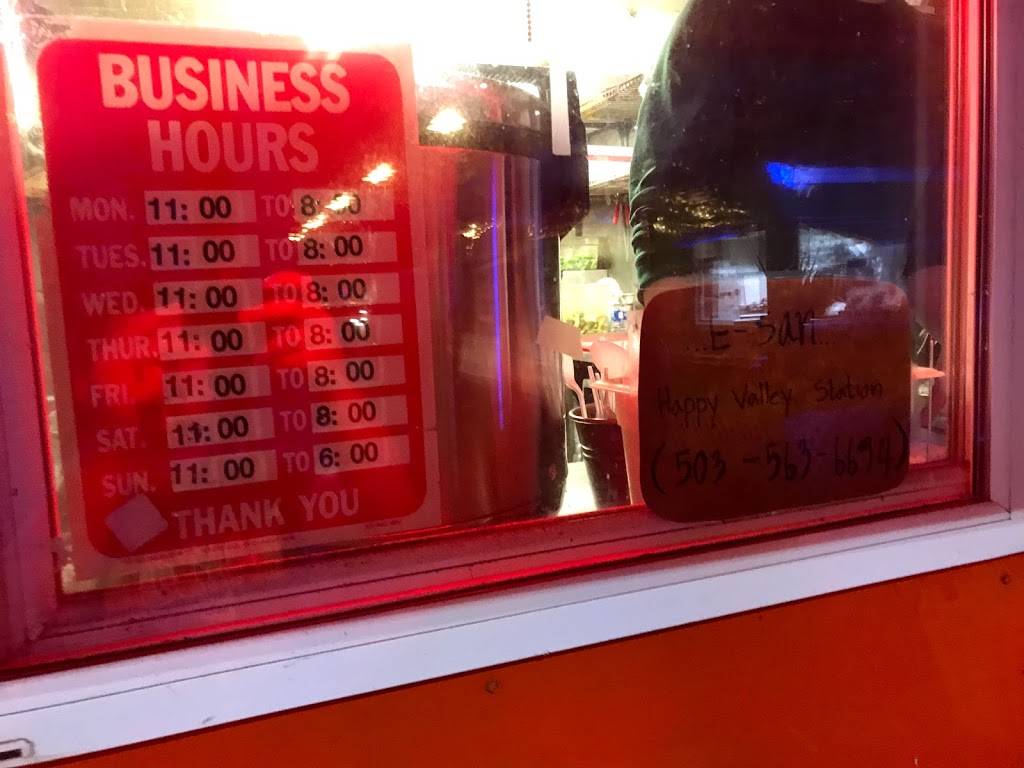 BUSINESS
HOURS
MON. 11: 00 TO 8: 00
TUES. 11: 00 TO 8: 00
WED. 11: 00 TO 8: 00
THUR. 11: 00 TO 8: 00
FRI. 11: 00 TO 8: 00
SAT. 11: 00 TO 8: 00
SUN. 11: 00 TO 6: 00
THANK YOU
...E-San...
Happy Valley Station
(503-563-6694)